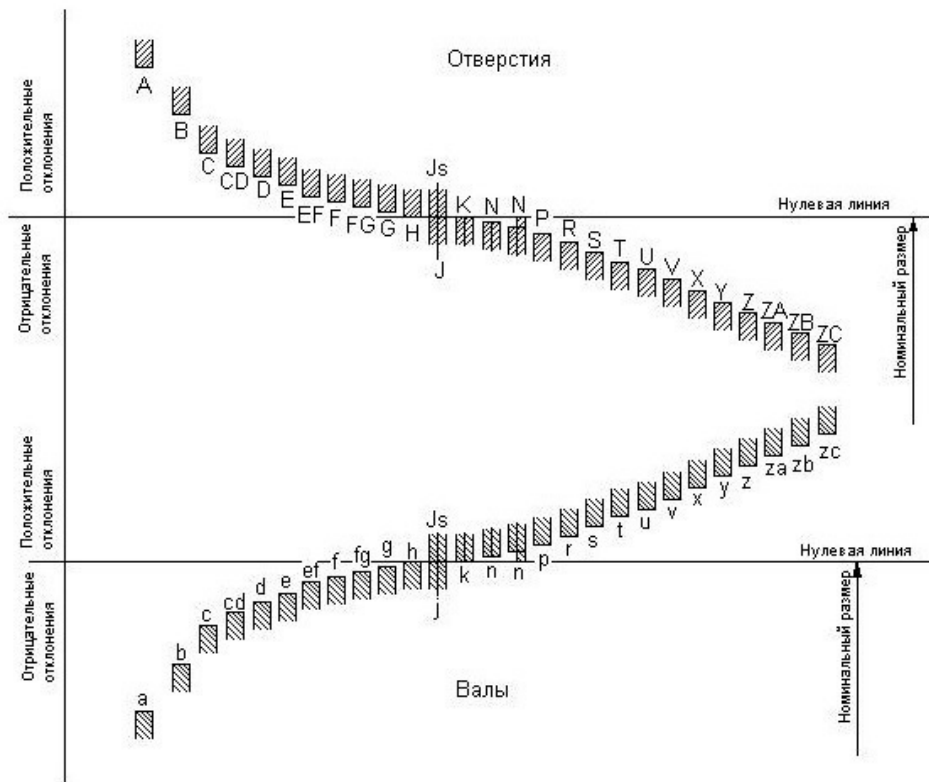 Отверстия
Положительные
отклонения
A
B
C
CD
D
E
EF
F
FG
G
H
Js
J
K
N
N
P
R
S
T
U
V
X
Y
Z
ZA
ZB
ZC
Нулевая линия
Отрицательные
отклонения
Номинальный размер
Положительные
отклонения
Js
zc
zb
za
z
y
x
v
u
t
s
r
p
n
n
k
j
h
g
fg
f
ef
e
d
cd
c
b
a
Нулевая линия
Отрицательные
отклонения
Номинальный размер
Валы